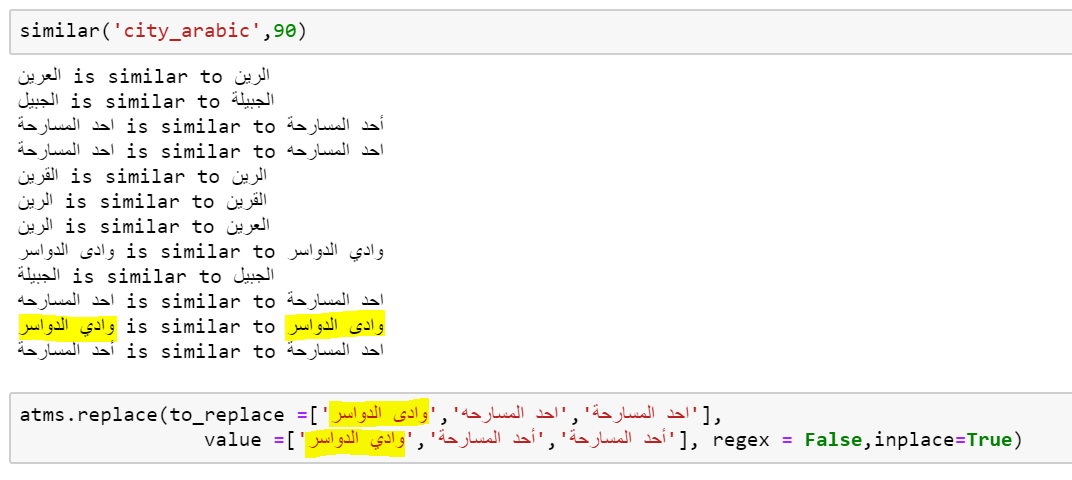 similar('city_arabic',90)
العرين is similar to الرين
الجبيل is similar to الجبيلة
احد المسارحة is similar to أحد المسارحة
احد المسارحة is similar to احد المسارحه
القرين is similar to الرين
الرين is similar to القرين
الرين is similar to العرين
وادى الدواسر is similar to وادي الدواسر
الجبيلة is similar to الجبيل
احد المسارحه is similar to احد المسارحة
وادي الدواسر is similar to وادى الدواسر
أحد المسارحة is similar to احد المسارحة
atms.replace(to_replace =['وادى الدواسر','احد المسارحه','احد المسارحة'],
value =['وادي الدواسر','أحد المسارحة','أحد المسارحة'], regex = False,inplace=True)